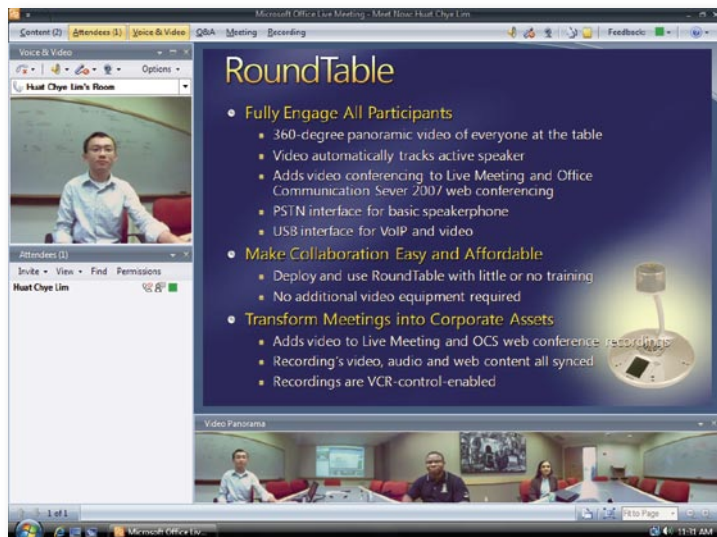 Microsoft Office Live Meeting - Meet Now: Huat Chye Lim
Content (2) Attendees (1) Voice & Video Q&A Meeting Recording
Feedback:
Voice & Video
Options
Huat Chye Lim's Room
RoundTable
Fully Engage All Participants
360-degree panoramic video of everyone at the table
Video automatically tracks active speaker
Adds video conferencing to Live Meeting and Office
Communication Sever 2007 web conferencing
PSTN interface for basic speakerphone
USB interface for VoIP and video
Make Collaboration Easy and Affordable
Deploy and use RoundTable with little or no training
No additional video equipment required
Transform Meetings into Corporate Assets
Adds video to Live Meeting and OCS web conference recordings
Recording's video, audio and web content all synced
Recordings are VCR-control-enabled
Attendees (1)
Invite View Find Permissions
Huat Chye Lim
Video Panorama
1 of 1
Fit to Page
Microsoft Office Liv...
11:31 AM